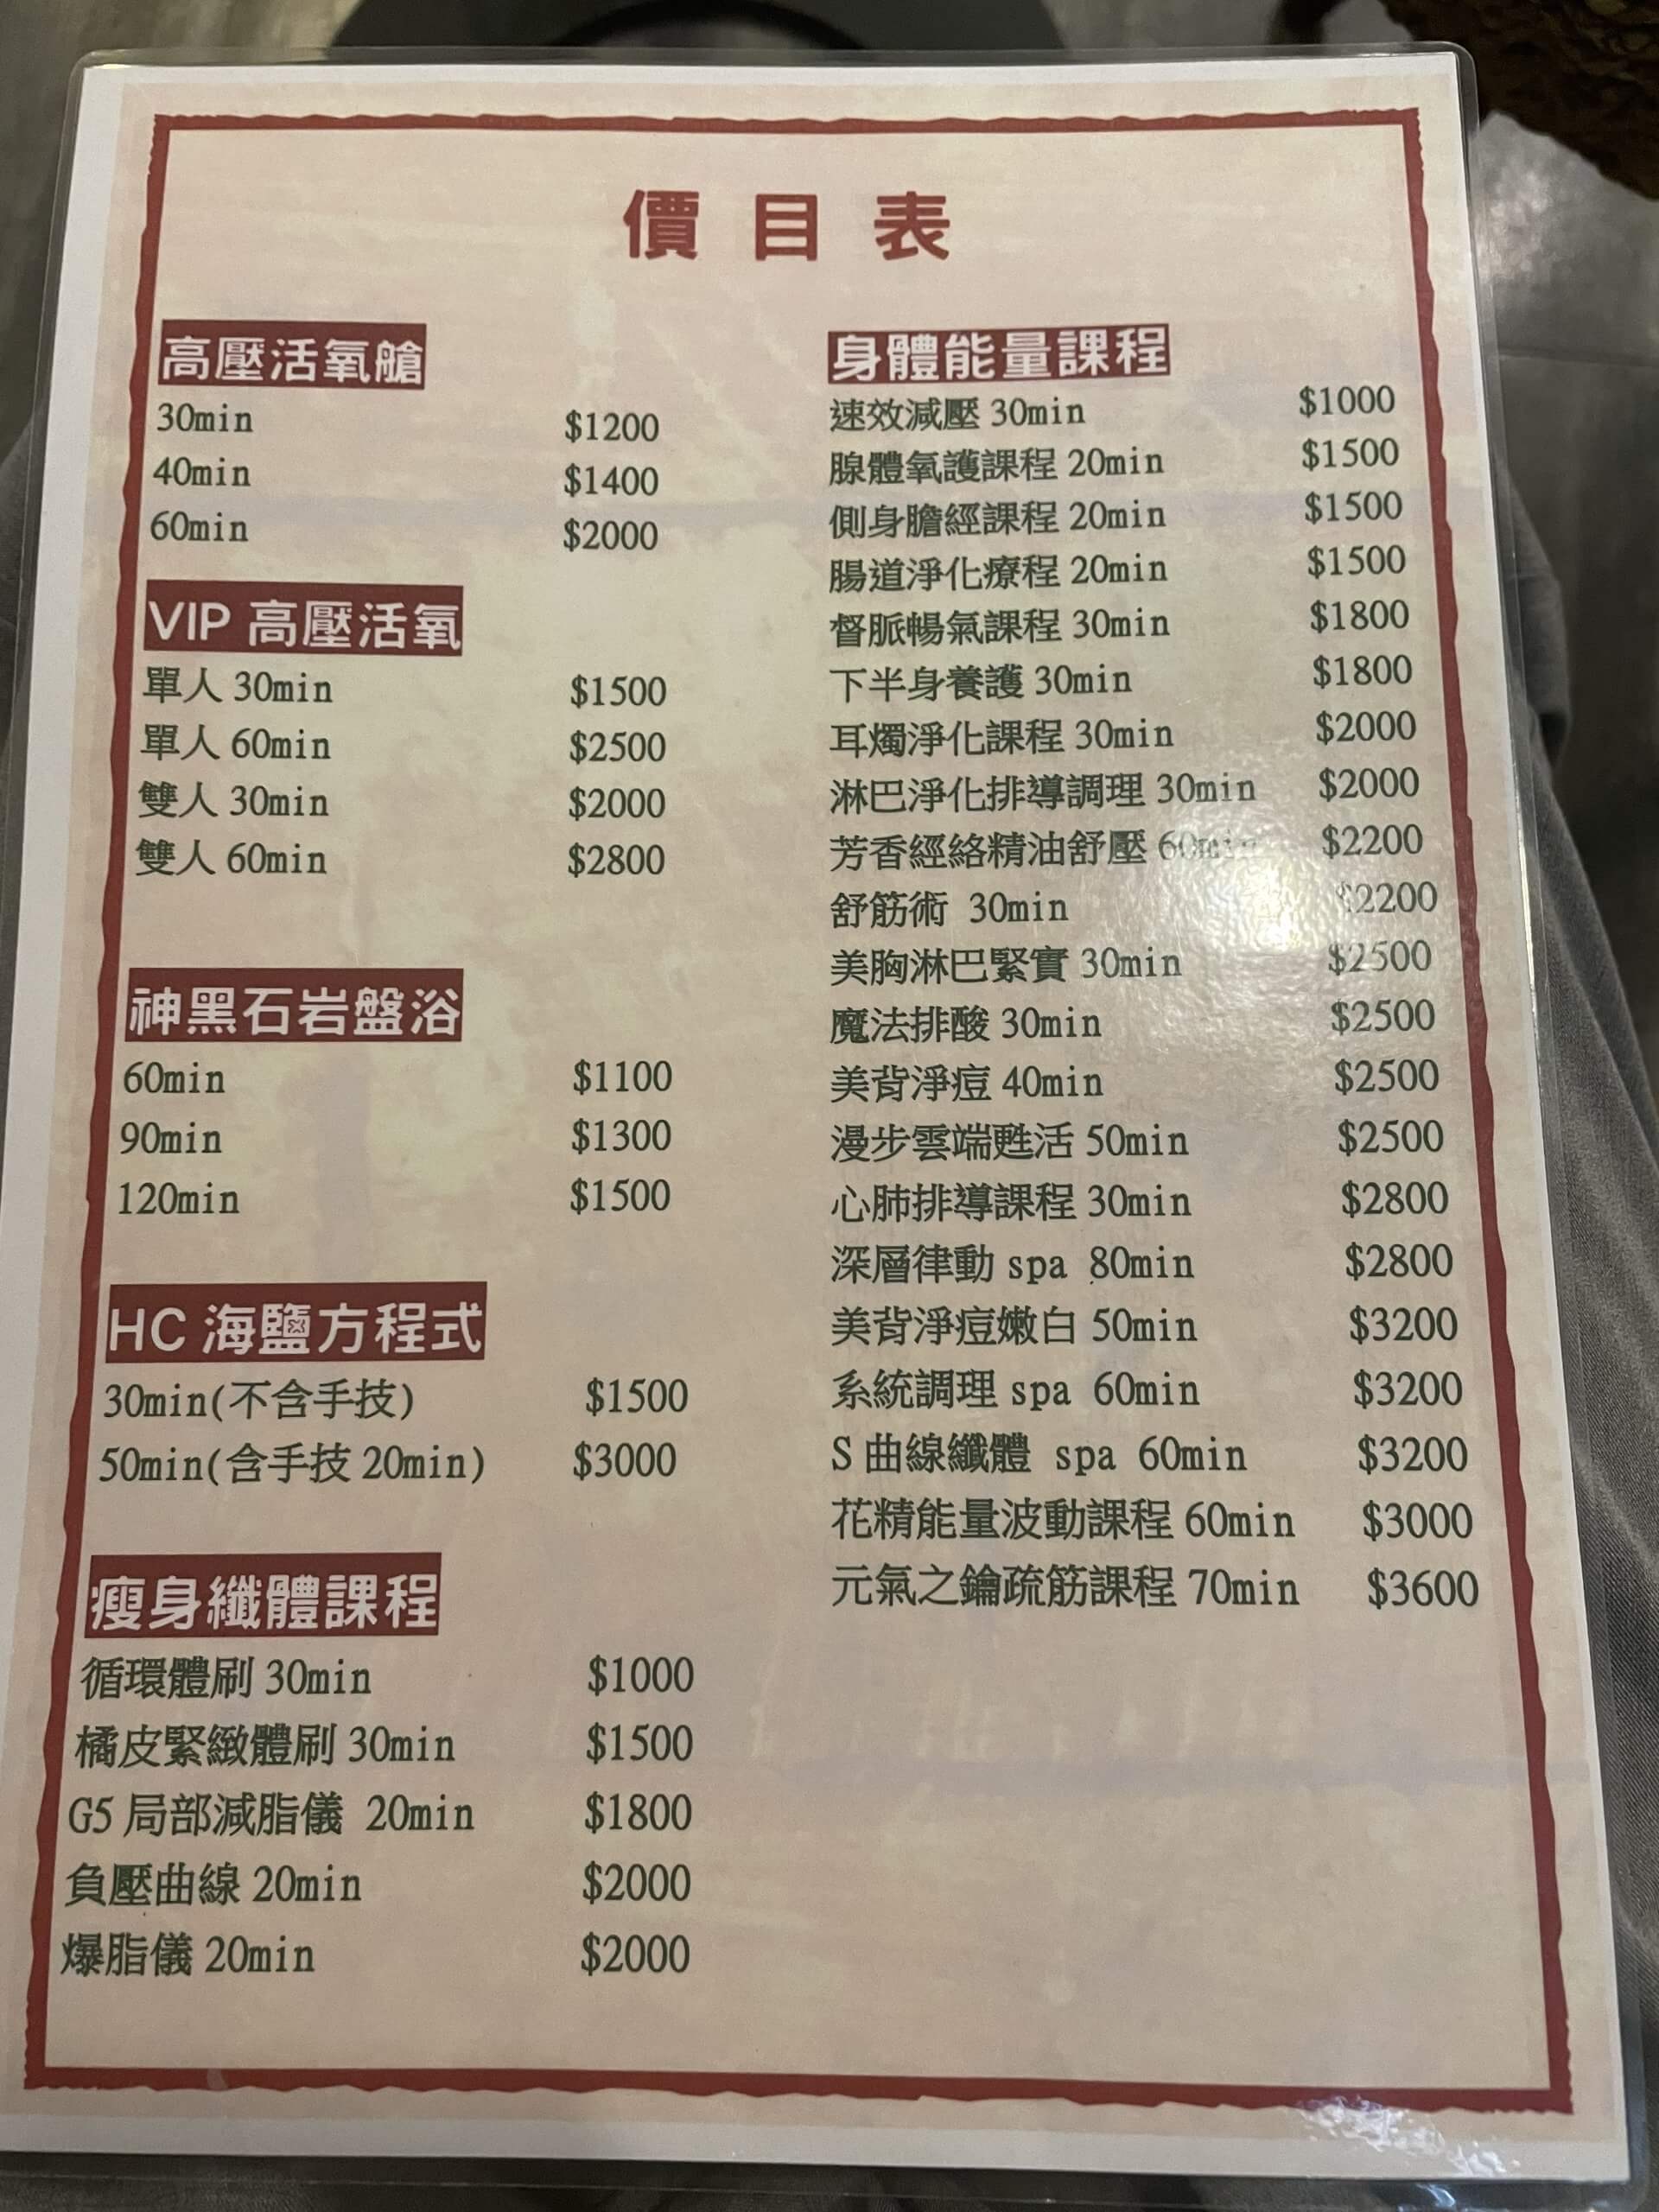 價目表
高壓活氧艙
30min $1200
40min $1400
60min $2000
VIP 高壓活氧
單人 30min $1500
單人 60min $2500
雙人 30min $2000
雙人 60min $2800
神黑石岩盤浴
60min $1100
90min $1300
120min $1500
HC 海鹽方程式
30min(不含手技) $1500
50min(含手技 20min) $3000
瘦身纖體課程
循環體刷 30min $1000
橘皮緊緻體刷 30min $1500
G5 局部減脂儀 20min $1800
負壓曲線 20min $2000
爆脂儀 20min $2000
身體能量課程
速效減壓 30min $1000
腺體氧護課程 20min $1500
側身膽經課程 20min $1500
腸道淨化療程 20min $1500
督脈暢氣課程 30min $1800
下半身養護 30min $1800
耳燭淨化課程 30min $2000
淋巴淨化排導調理 30min $2000
芳香經絡精油舒壓 60min $2200
舒筋術 30min $2200
美胸淋巴緊實 30min $2500
魔法排酸 30min $2500
美背淨痘 40min $2500
漫步雲端甦活 50min $2500
心肺排導課程 30min $2800
深層律動 spa 80min $2800
美背淨痘嫩白 50min $3200
系統調理 spa 60min $3200
S 曲線纖體 spa 60min $3200
花精能量波動課程 60min $3000
元氣之鑰疏筋課程 70min $3600